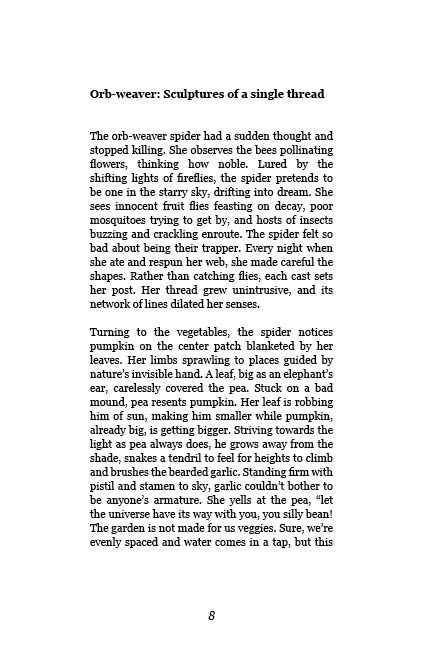 Orb-weaver: Sculptures of a single thread
The orb-weaver spider had a sudden thought and
stopped killing. She observes the bees pollinating
flowers, thinking how noble. Lured by the
shifting lights of fireflies, the spider pretends to
be one in the starry sky, drifting into dream. She
sees innocent fruit flies feasting on decay, poor
mosquitoes trying to get by, and hosts of insects
buzzing and crackling enroute. The spider felt so
bad about being their trapper. Every night when
she ate and respun her web, she made careful the
shapes. Rather than catching flies, each cast sets
her post. Her thread grew unintrusive, and its
network of lines dilated her senses.
Turning to the vegetables, the spider notices
pumpkin on the center patch blanketed by her
leaves. Her limbs sprawling to places guided by
nature’s invisible hand. A leaf, big as an elephant’s
ear, carelessly covered the pea. Stuck on a bad
mound, pea resents pumpkin. Her leaf is robbing
him of sun, making him smaller while pumpkin,
already big, is getting bigger. Striving towards the
light as pea always does, he grows away from the
shade, snakes a tendril to feel for heights to climb
and brushes the bearded garlic. Standing firm with
pistil and stamen to sky, garlic couldn’t bother to
be anyone’s armature. She yells at the pea, “let
the universe have its way with you, you silly bean!
The garden is not made for us veggies. Sure, we’re
evenly spaced and water comes in a tap, but this
8